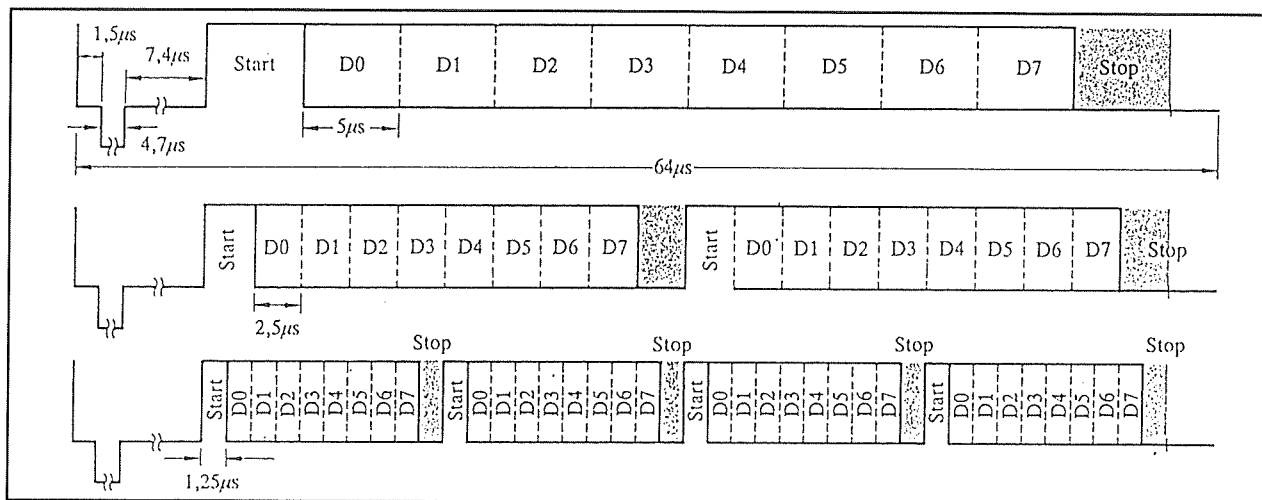 1,5μs
7,4μs
Start D0 D1 D2 D3 D4 D5 D6 D7 Stop
5μs
4,7μs
64μs
Start D0 D1 D2 D3 D4 D5 D6 D7 Start D0 D1 D2 D3 D4 D5 D6 D7 Stop
2,5μs
Stop Stop Stop Stop
Start D0 D1 D2 D3 D4 D5 D6 D7 Start D0 D1 D2 D3 D4 D5 D6 D7 Start D0 D1 D2 D3 D4 D5 D6 D7 Start D0 D1 D2 D3 D4 D5 D6 D7
1,25μs